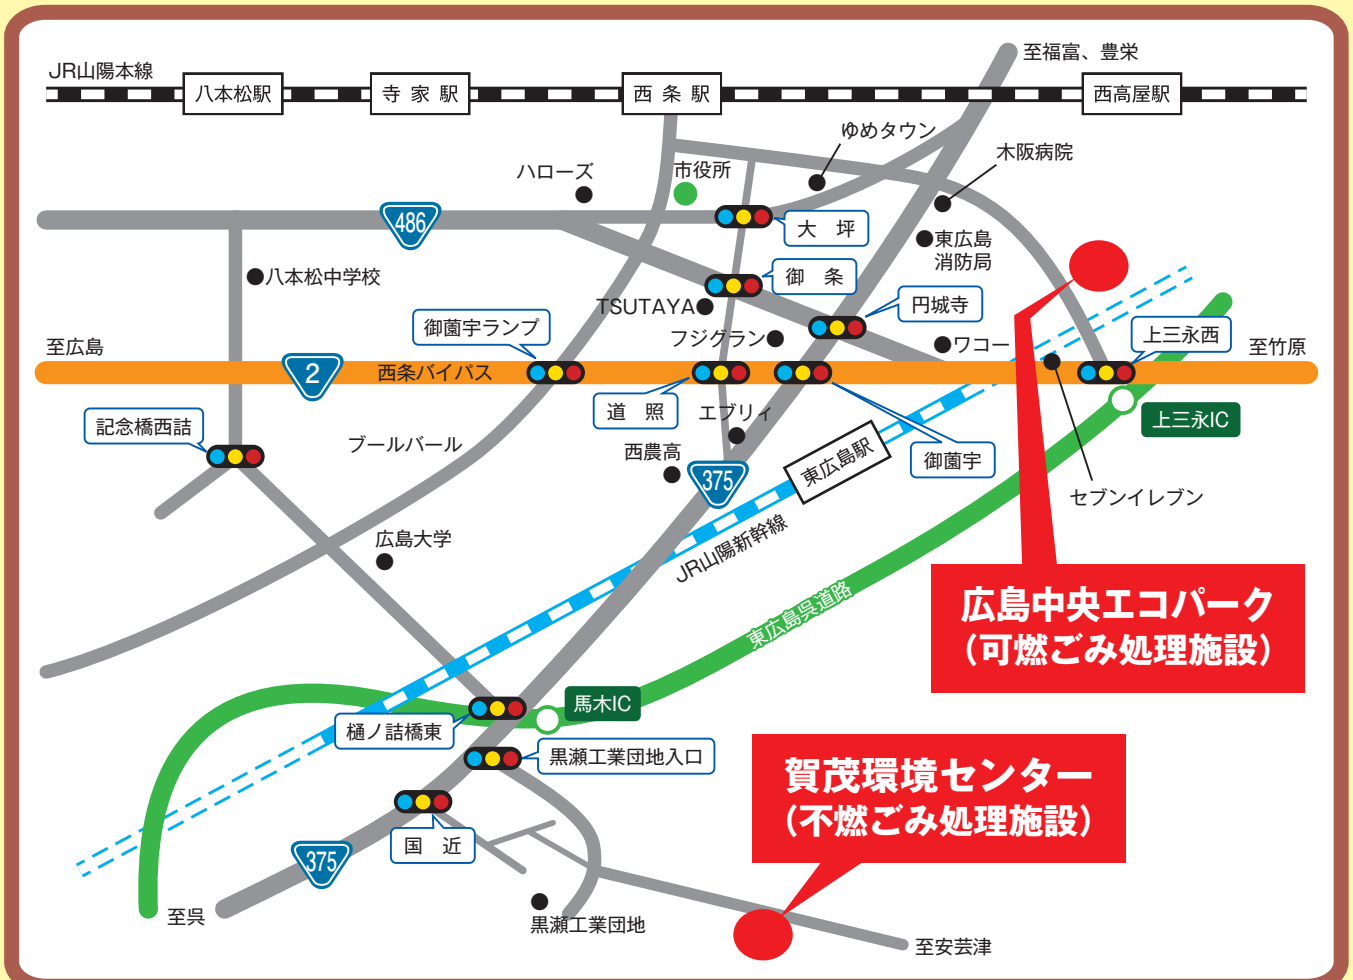 至福富、豊栄
JR山陽本線
八本松駅
寺家駅
西条駅
西高屋駅
ゆめタウン
木阪病院
ハローズ
市役所
486
大坪
東広島
消防局
八本松中学校
御条
TSUTAYA
円城寺
御薗宇ランプ
フジグラン
ワコー
上三永西
至広島
至竹原
2
西条バイパス
道照
エブリィ
上三永IC
記念橋西詰
ブールバール
西農高
375
東広島駅
御薗宇
セブンイレブン
JR山陽新幹線
広島大学
東広島呉道路
広島中央エコパーク
(可燃ごみ処理施設)
馬木IC
樋ノ詰橋東
黒瀬工業団地入口
賀茂環境センター
(不燃ごみ処理施設)
国近
375
至呉
黒瀬工業団地
至安芸津